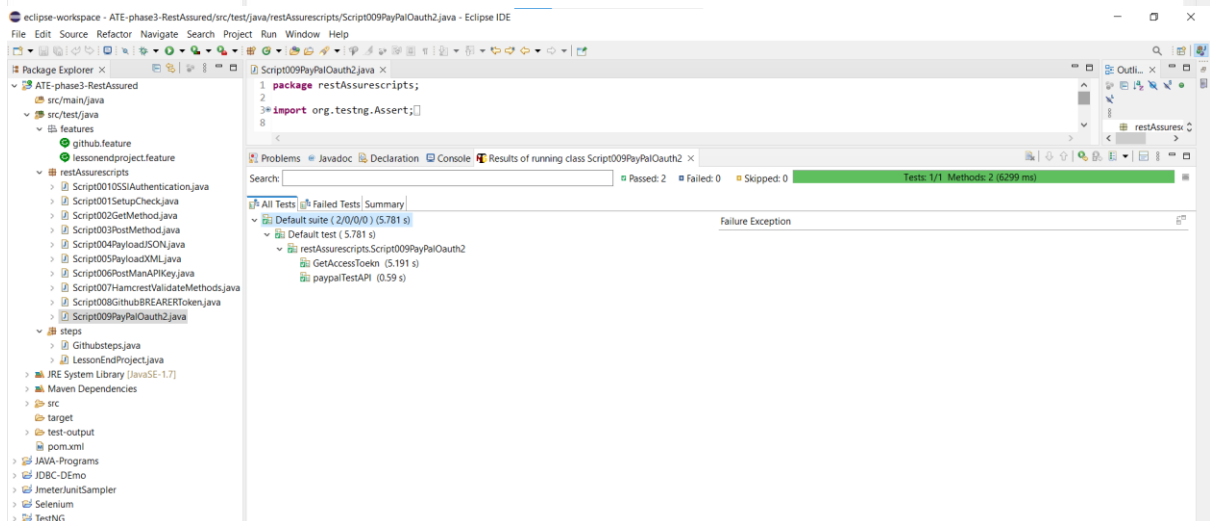 eclipse-workspace - ATE-phase3-RestAssured/src/test/java/restAssurescripts/Script009PayPalOauth2.java - Eclipse IDE
File Edit Source Refactor Navigate Search Project Run Window Help
Package Explorer
ATE-phase3-RestAssured
src/main/java
src/test/java
features
github.feature
lessonendproject.feature
restAssurescripts
Script0010SSlAuthentication.java
Script001SetupCheck.java
Script002GetMethod.java
Script003PostMethod.java
Script004PayloadJSON.java
Script005PayloadXML.java
Script006PostManAPIKey.java
Script007HamcrestValidateMethods.java
Script008GithubBREARERToken.java
Script009PayPalOauth2.java
steps
Githubsteps.java
LessonEndProject.java
JRE System Library [JavaSE-1.7]
Maven Dependencies
src
target
test-output
pom.xml
JAVA-Programs
JDBC-DEmo
JmeterJunitSampler
Selenium
TestNG
Script009PayPalOauth2.java
1 package restAssurescripts;
2
3 import org.testng.Assert;
8
Problems Javadoc Declaration Console Results of running class Script009PayPalOauth2
Search: Passed: 2 Failed: 0 Skipped: 0 Tests: 1/1 Methods: 2 (6299 ms)
All Tests Failed Tests Summary
Default suite ( 2/0/0/0 ) (5.781 s)
Default test ( 5.781 s)
restAssurescripts.Script009PayPalOauth2
GetAccessToekn (5.191 s)
paypalTestAPI (0.59 s)
Failure Exception
Outli...
restAssuresc